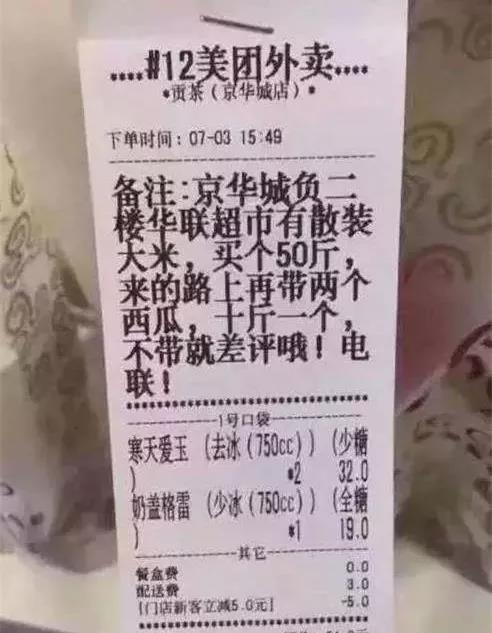 ....#12美团外卖....
*贡茶（京华城店）*
下单时间：07-03 15:49
备注:京华城负二
楼华联超市有散装
大米，买个50斤，
来的路上再带两个
西瓜，十斤一个，
不带就差评哦！电
联！
1号口袋
寒天爱玉 (去冰(750cc)) (少糖
) *2 32.0
奶盖格雷 (少冰(750cc)) (全糖
) *1 19.0
其它
餐盒费 0.0
配送费 3.0
[门店新客立减5.0元] -5.0